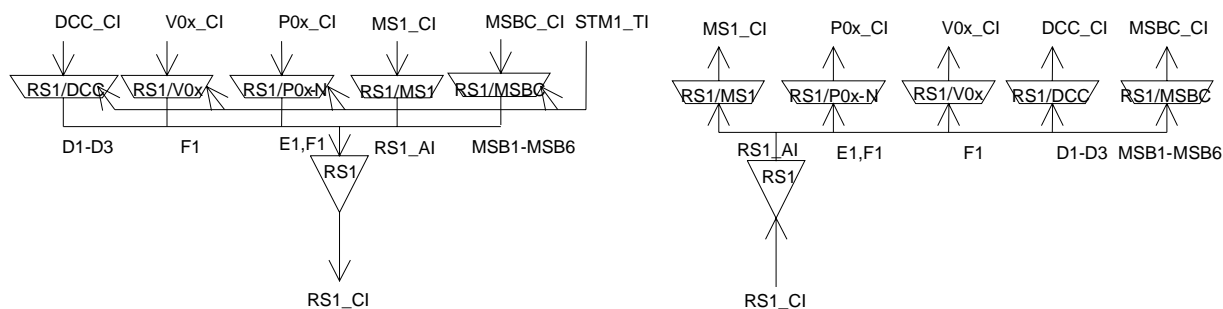 DCC_CI V0x_CI P0x_CI MS1_CI MSBC_CI STM1_TI
RS1/DCC RS1/V0x RS1/P0x-N RS1/MS1 RS1/MSBC
D1-D3 F1 E1,F1 RS1_AI MSB1-MSB6
RS1
RS1_CI
MS1_CI P0x_CI V0x_CI DCC_CI MSBC_CI
RS1/MS1 RS1/P0x-N RS1/V0x RS1/DCC RS1/MSBC
RS1_AI E1,F1 F1 D1-D3 MSB1-MSB6
RS1
RS1_CI